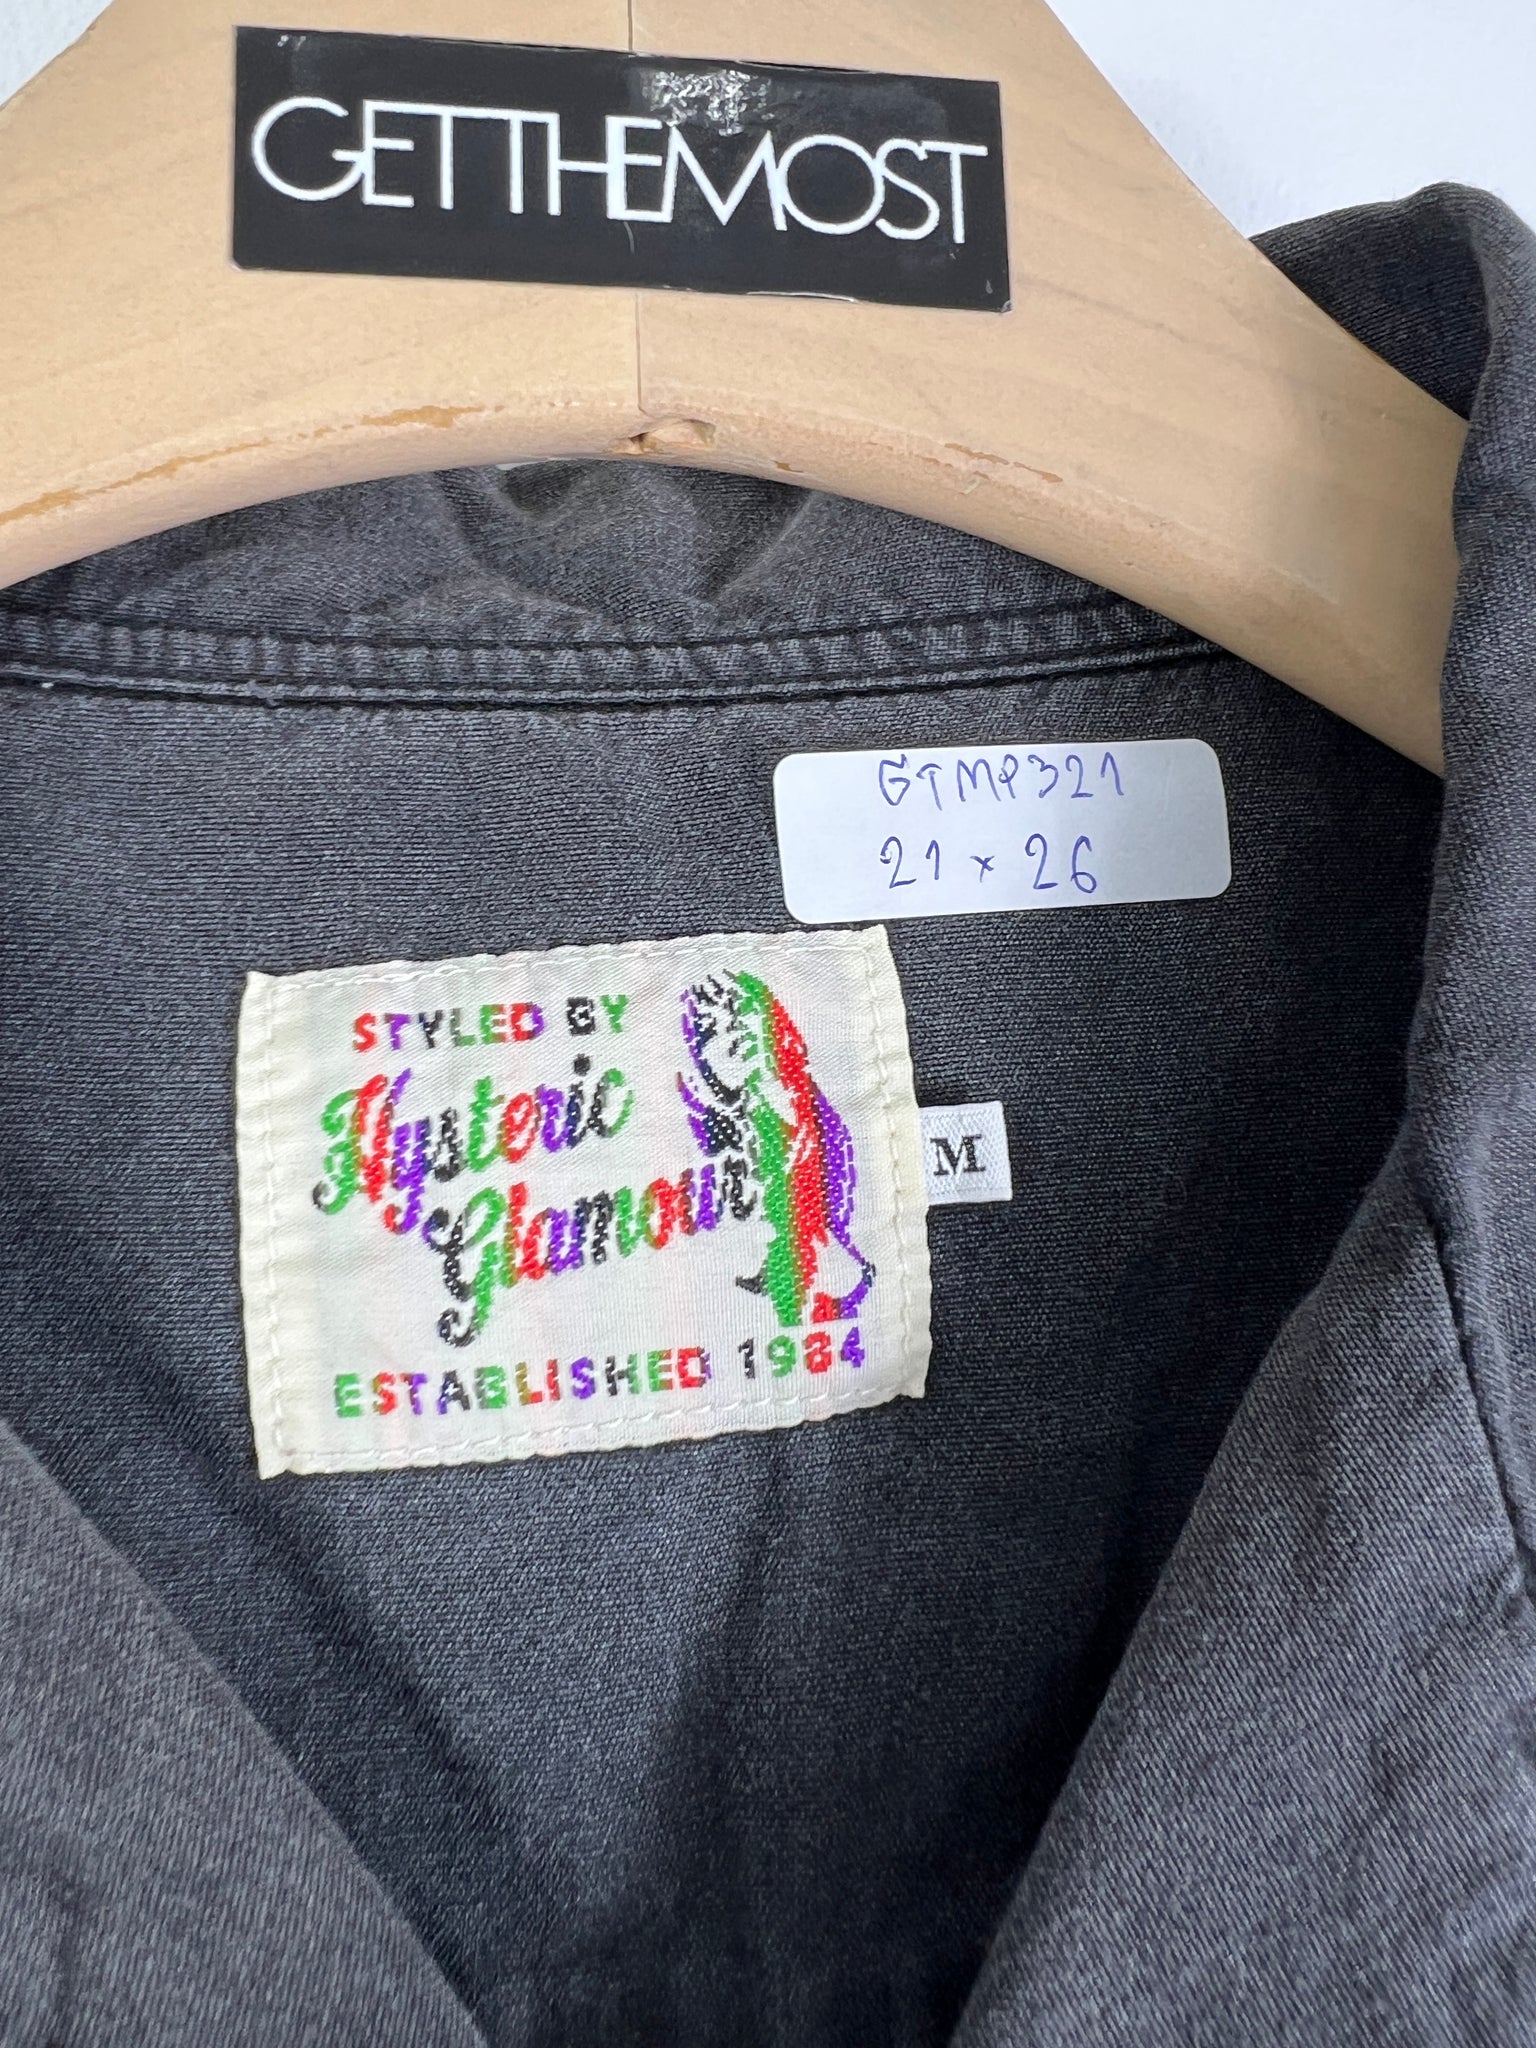 GETTHEMOST
GTMP321
21 x 26
STYLED BY
Hysteric
Glamour
M
ESTABLISHED 1984